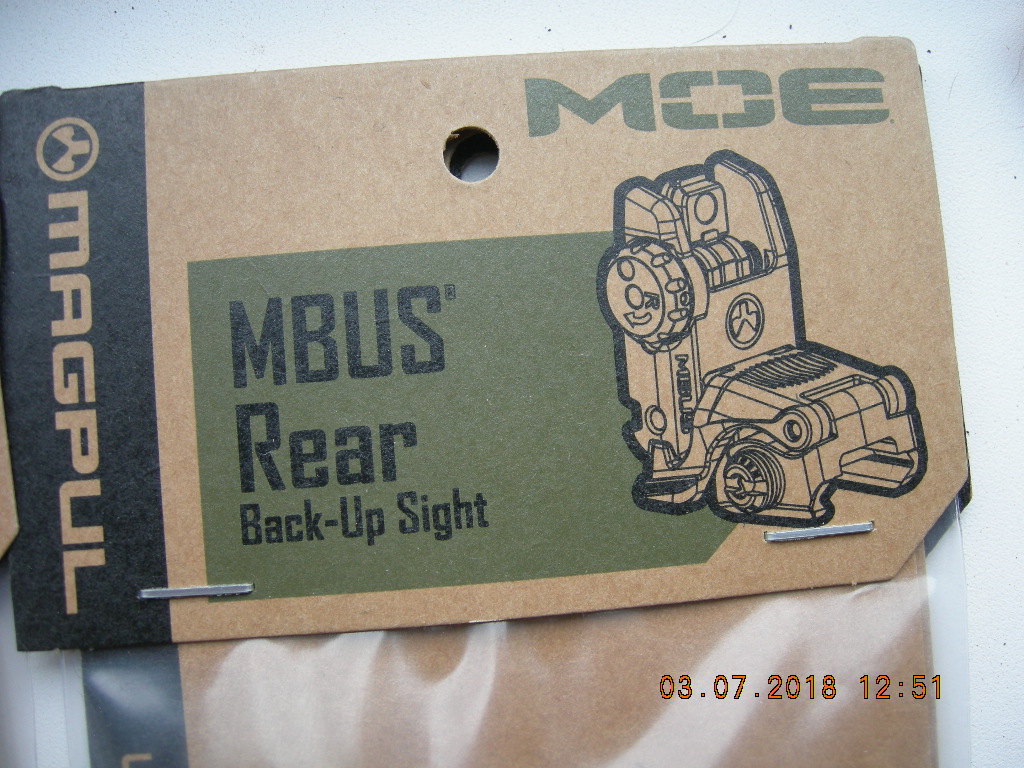 MOE
MAGPUL
MBUS®
Rear
Back-Up Sight
R
MBUS
03.07.2018 12:51